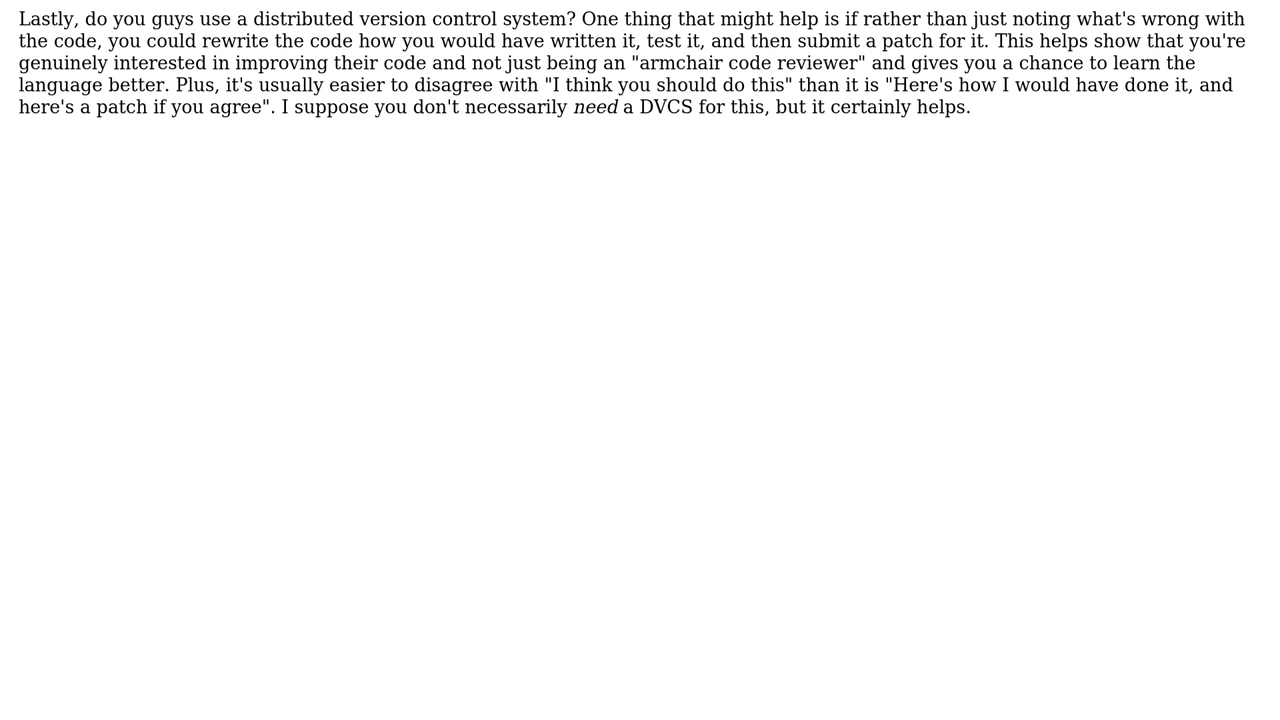 Lastly, do you guys use a distributed version control system? One thing that might help is if rather than just noting what's wrong with
the code, you could rewrite the code how you would have written it, test it, and then submit a patch for it. This helps show that you're
genuinely interested in improving their code and not just being an "armchair code reviewer" and gives you a chance to learn the
language better. Plus, it's usually easier to disagree with "I think you should do this" than it is "Here's how I would have done it, and
here's a patch if you agree". I suppose you don't necessarily need a DVCS for this, but it certainly helps.